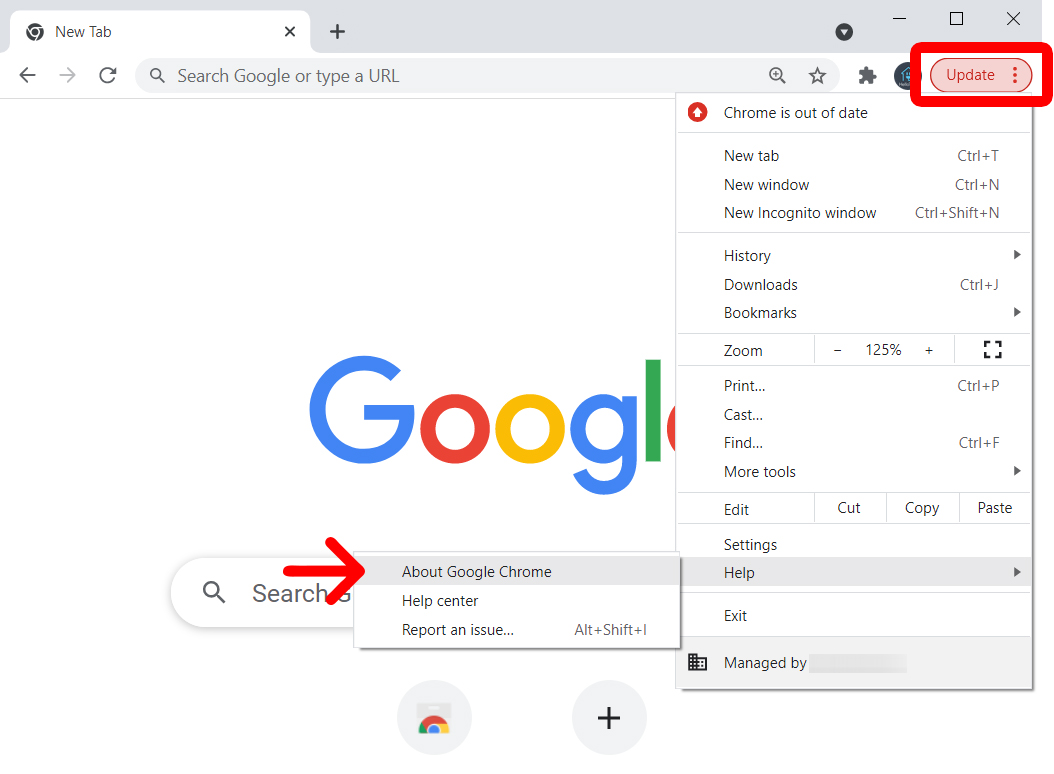 New Tab
Search Google or type a URL
Update
Chrome is out of date
New tab Ctrl+T
New window Ctrl+N
New Incognito window Ctrl+Shift+N
History
Downloads Ctrl+J
Bookmarks
Zoom - 125% +
Print... Ctrl+P
Cast...
Find... Ctrl+F
More tools
Edit Cut Copy Paste
Settings
Help
Exit
Managed by
Googl
About Google Chrome
Help center
Report an issue... Alt+Shift+I
Search G